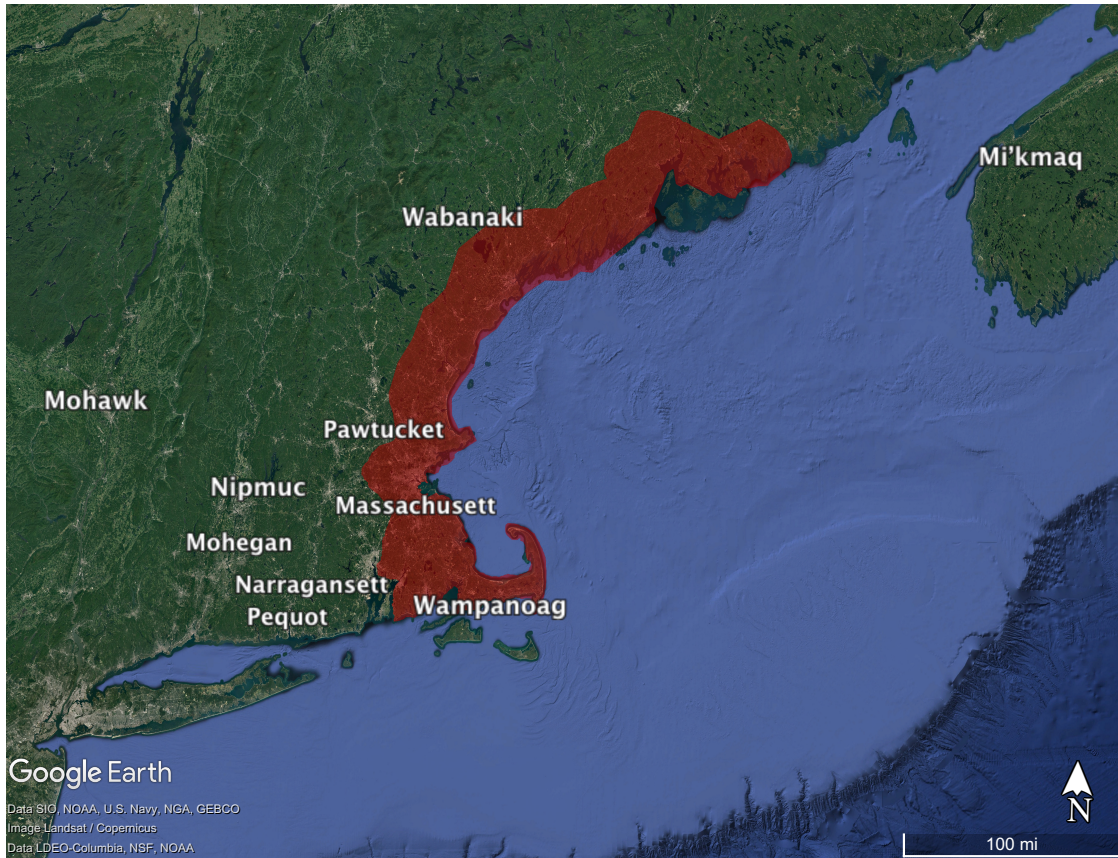 Mi'kmaq
Wabanaki
Mohawk
Pawtucket
Nipmuc
Massachusett
Mohegan
Narragansett
Wampanoag
Pequot
Google Earth
Data SIO, NOAA, U.S. Navy, NGA, GEBCO
Image Landsat / Copernicus
Data LDEO-Columbia, NSF, NOAA
N
100 mi